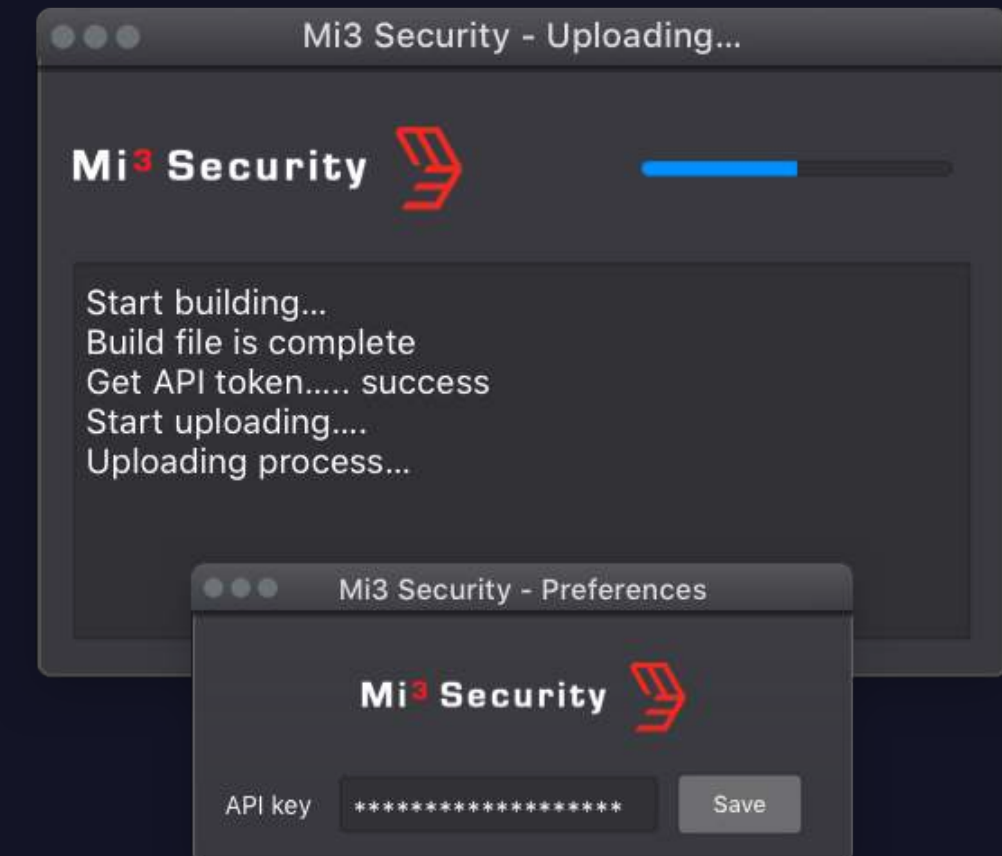 Mi3 Security - Uploading...
Mi³ Security
Start building...
Build file is complete
Get API token..... success
Start uploading....
Uploading process...
Mi3 Security - Preferences
Mi³ Security
API key ******************* Save